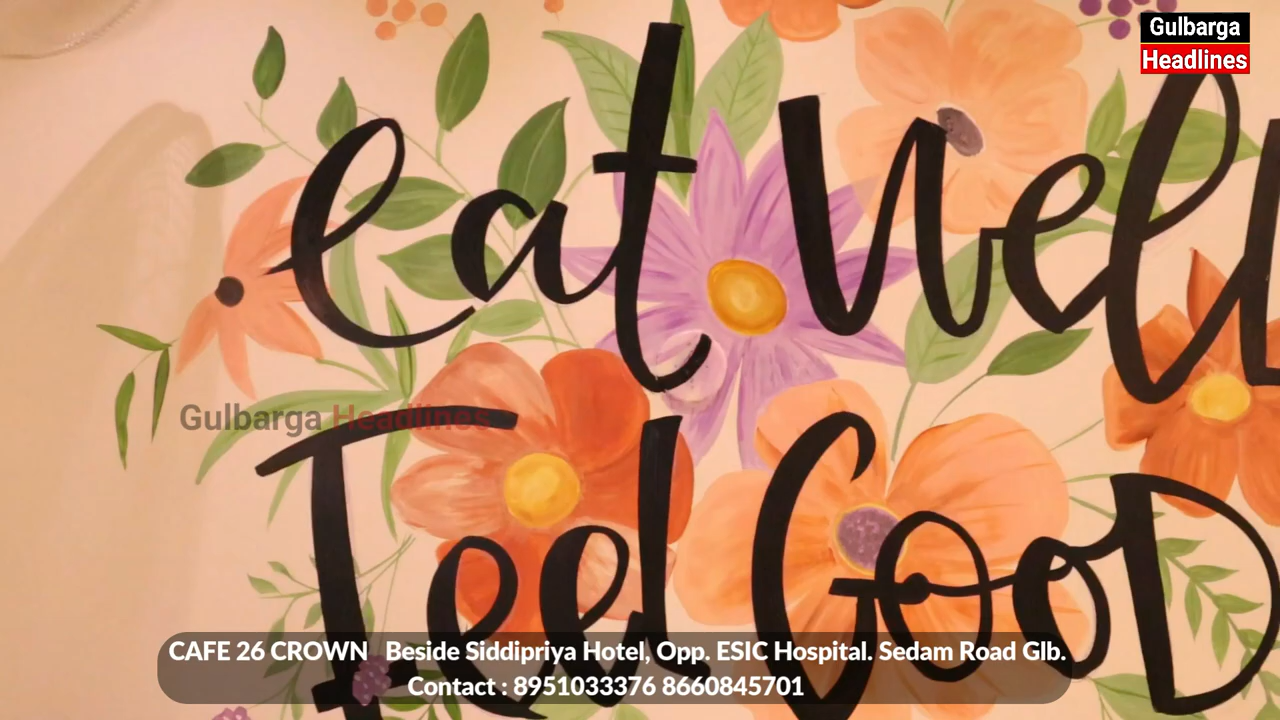 Gulbarga
Headlines
eat Well
Gulbarga Headlines
Feel GooD
CAFE 26 CROWN Beside Siddipriya Hotel, Opp. ESIC Hospital. Sedam Road Glb.
Contact : 8951033376 8660845701